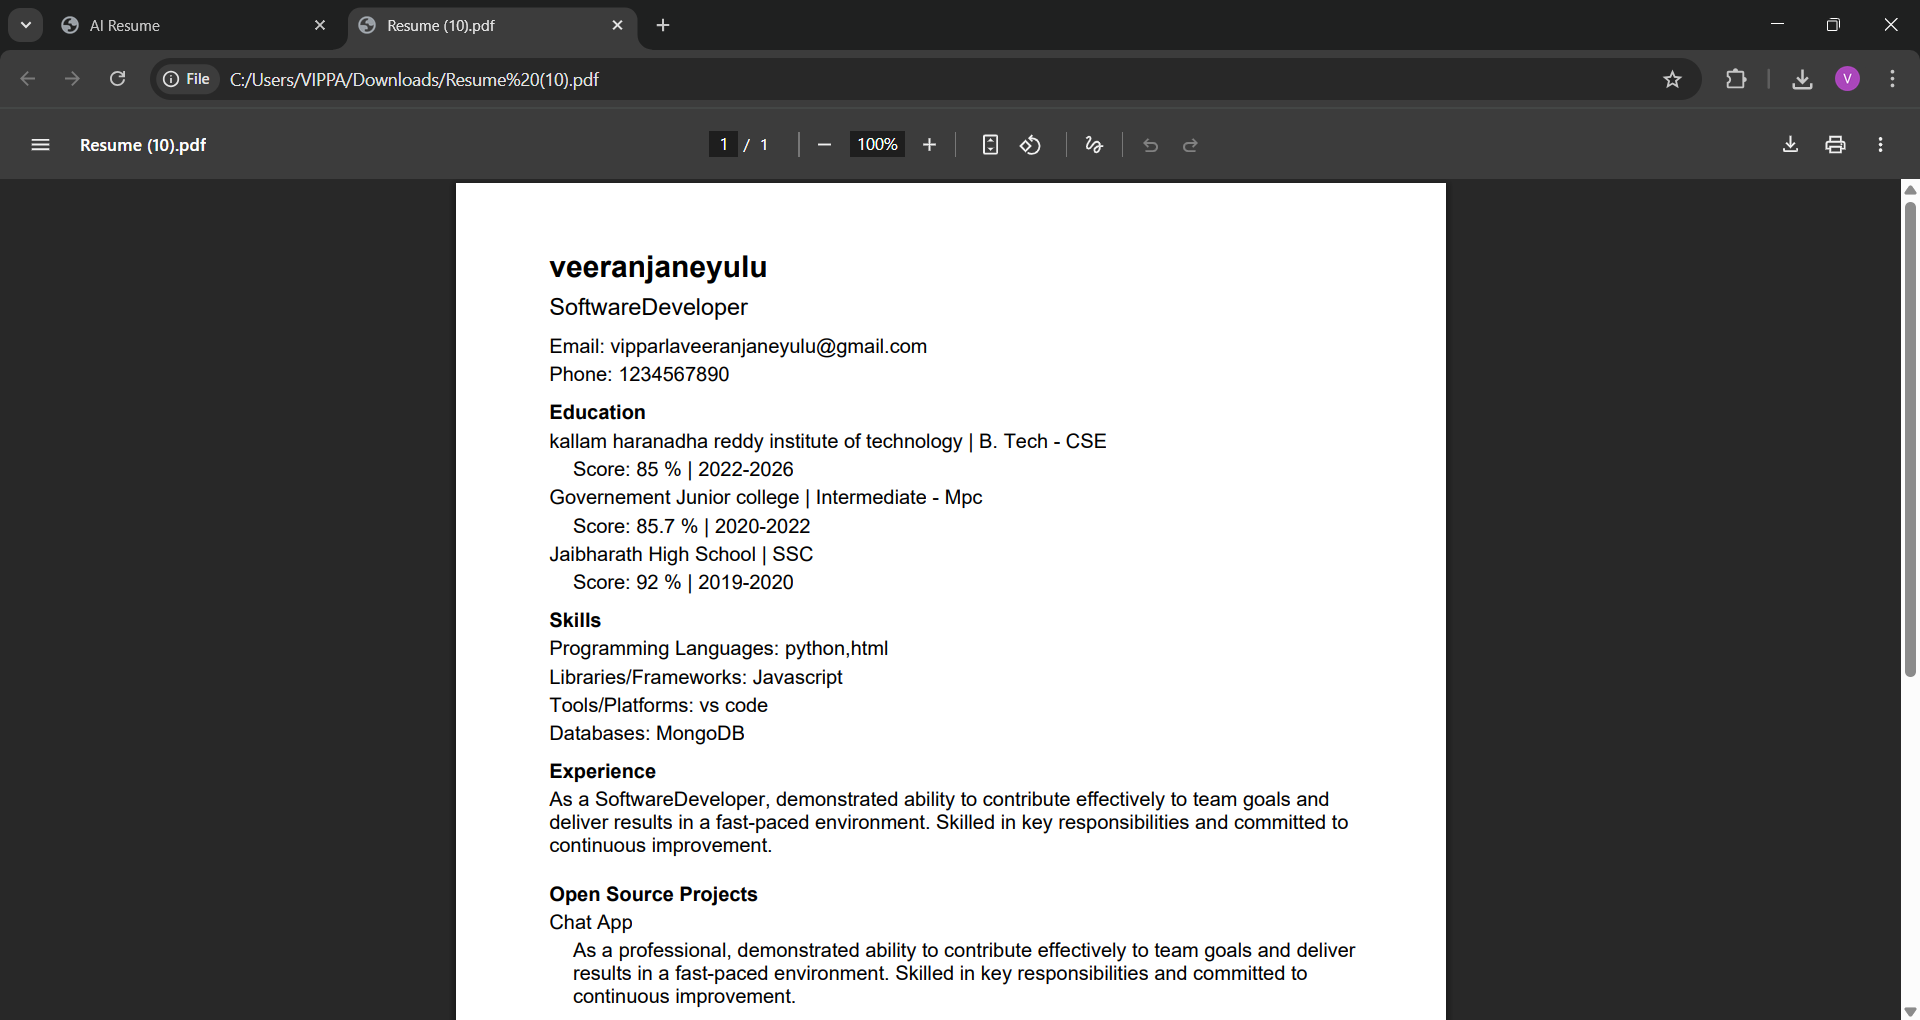 AI Resume
Resume (10).pdf
File
C:/Users/VIPPA/Downloads/Resume%20(10).pdf
V
Resume (10).pdf
1 / 1
100%
veeranjaneyulu
SoftwareDeveloper
Email: vipparlaveeranjaneyulu@gmail.com
Phone: 1234567890
Education
kallam haranadha reddy institute of technology | B. Tech - CSE
Score: 85 % | 2022-2026
Governement Junior college | Intermediate - Mpc
Score: 85.7 % | 2020-2022
Jaibharath High School | SSC
Score: 92 % | 2019-2020
Skills
Programming Languages: python,html
Libraries/Frameworks: Javascript
Tools/Platforms: vs code
Databases: MongoDB
Experience
As a SoftwareDeveloper, demonstrated ability to contribute effectively to team goals and
deliver results in a fast-paced environment. Skilled in key responsibilities and committed to
continuous improvement.
Open Source Projects
Chat App
As a professional, demonstrated ability to contribute effectively to team goals and deliver
results in a fast-paced environment. Skilled in key responsibilities and committed to
continuous improvement.